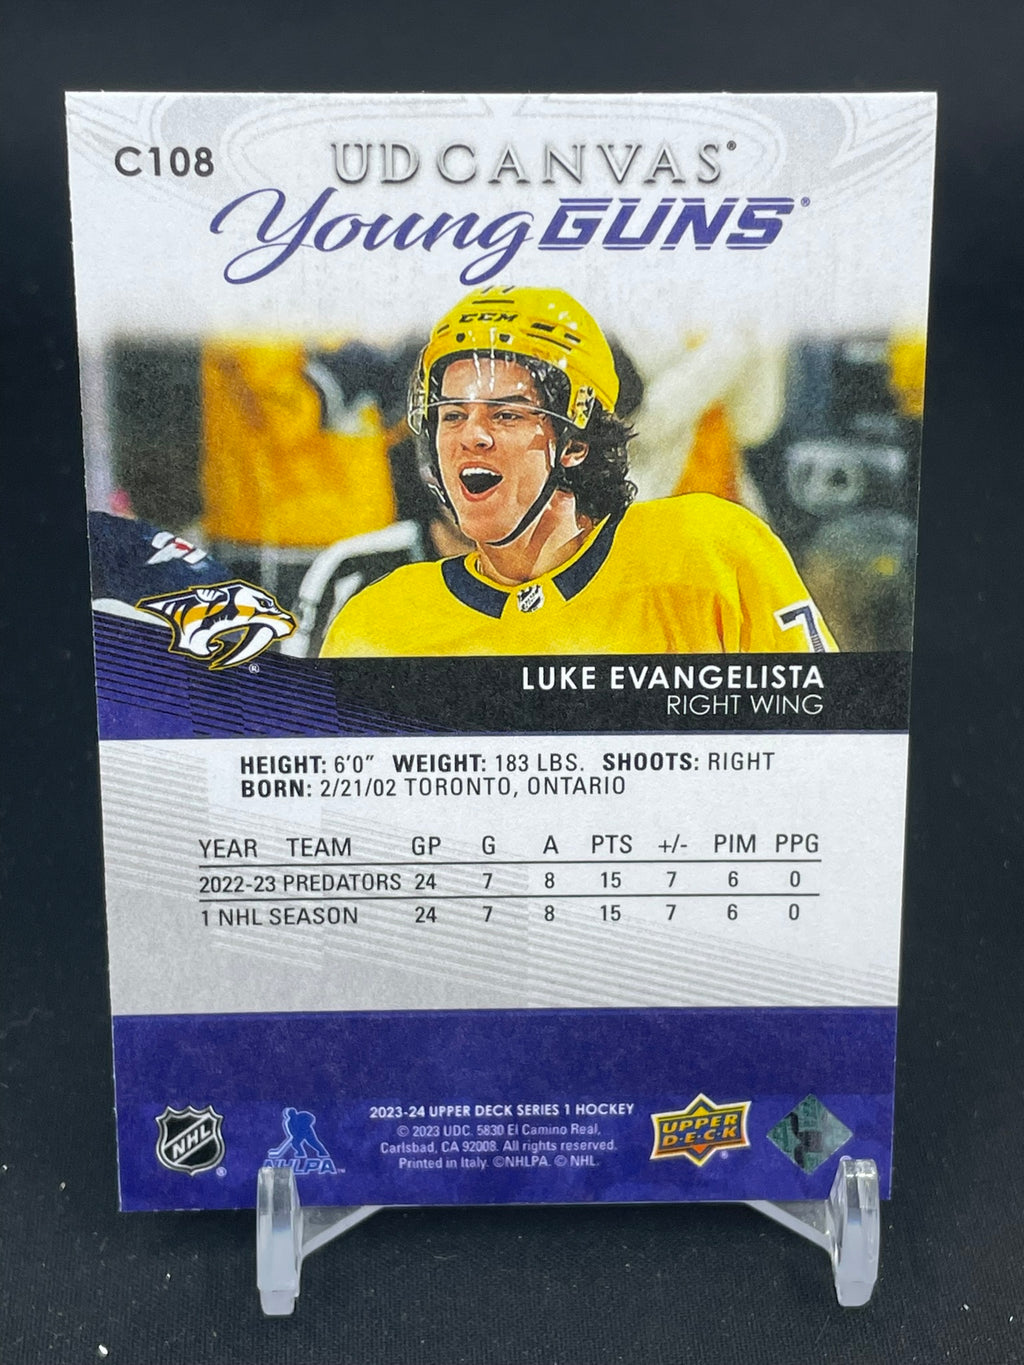 C108
UD CANVAS®
Young GUNS®
CCM
7
LUKE EVANGELISTA
RIGHT WING
HEIGHT: 6'0" WEIGHT: 183 LBS. SHOOTS: RIGHT
BORN: 2/21/02 TORONTO, ONTARIO
YEAR TEAM GP G A PTS +/- PIM PPG
2022-23 PREDATORS 24 7 8 15 7 6 0
1 NHL SEASON 24 7 8 15 7 6 0
2023-24 UPPER DECK SERIES 1 HOCKEY
© 2023 UDC. 5830 El Camino Real,
Carlsbad, CA 92008. All rights reserved.
Printed in Italy. ©NHLPA. © NHL.
NHL®
NHLPA™
UPPER
D·E·C·K®